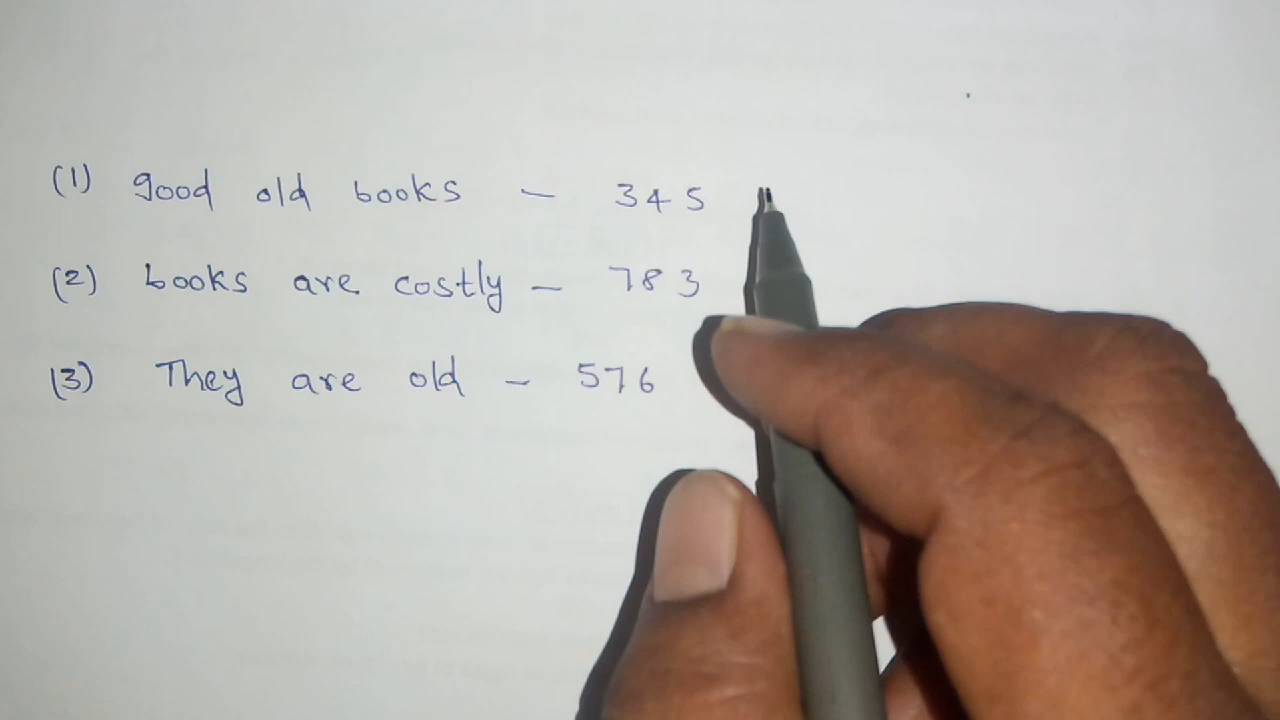 (1) good old books - 345
(2) books are costly - 783
(3) They are old - 576